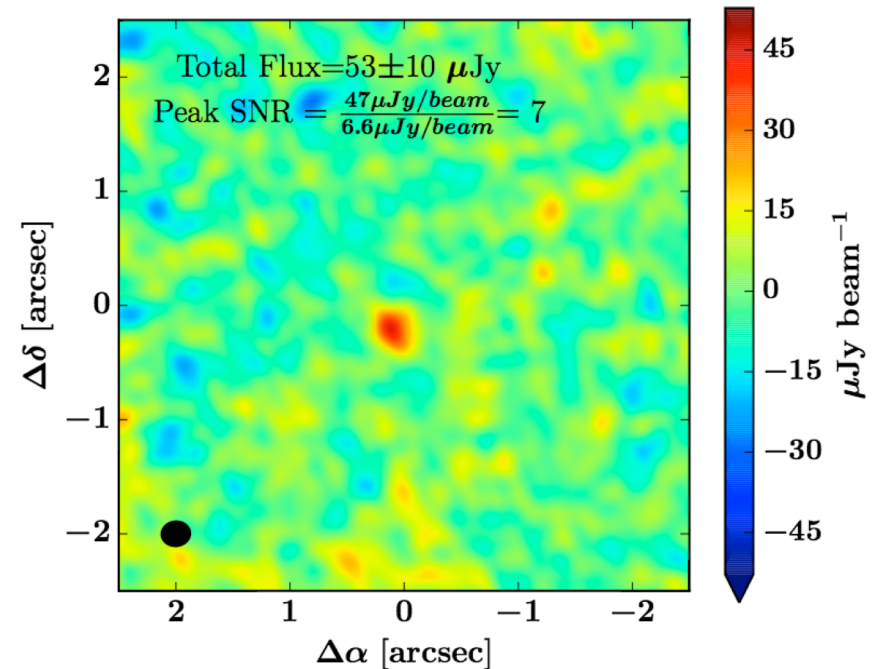 Total Flux=53±10 μJy
Peak SNR = 47μJy/beam / 6.6μJy/beam = 7
2
1
0
−1
−2
Δδ [arcsec]
2 1 0 −1 −2
Δα [arcsec]
45
30
15
0
−15
−30
−45
μJy beam⁻¹